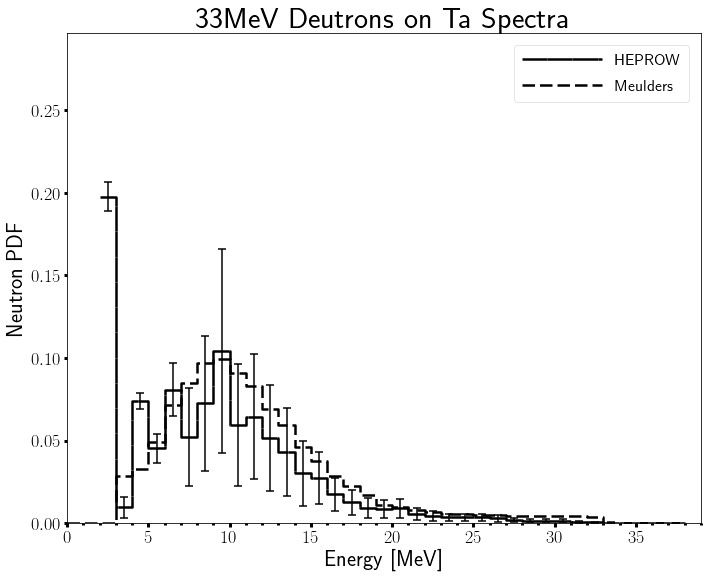 33MeV Deutrons on Ta Spectra
HEPROW
Meulders
Neutron PDF
0.25
0.20
0.15
0.10
0.05
0.00
0 5 10 15 20 25 30 35
Energy [MeV]